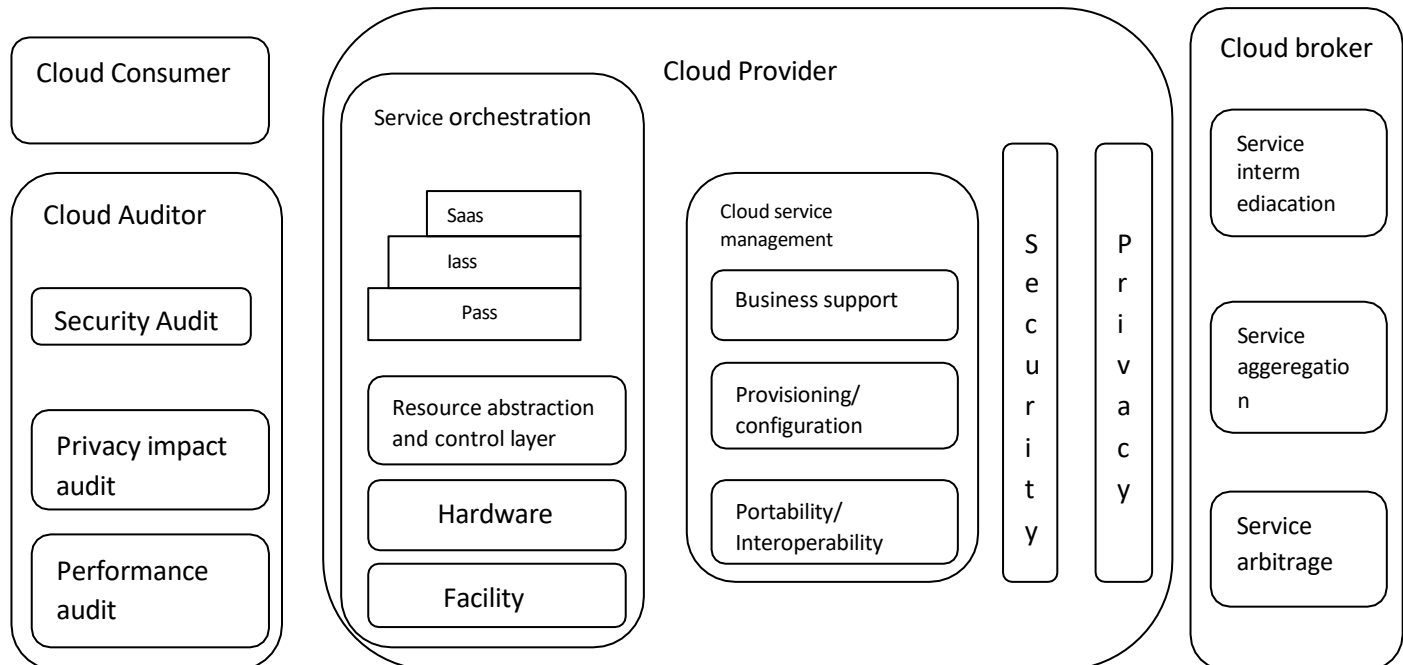 Cloud Consumer
Cloud Auditor
Security Audit
Privacy impact
audit
Performance
audit
Cloud Provider
Service orchestration
Saas
Iass
Pass
Resource abstraction
and control layer
Hardware
Facility
Cloud service
management
Business support
Provisioning/
configuration
Portability/
Interoperability
S
e
c
u
r
i
t
y
P
r
i
v
a
c
y
Cloud broker
Service
interm
ediacation
Service
aggeregatio
n
Service
arbitrage